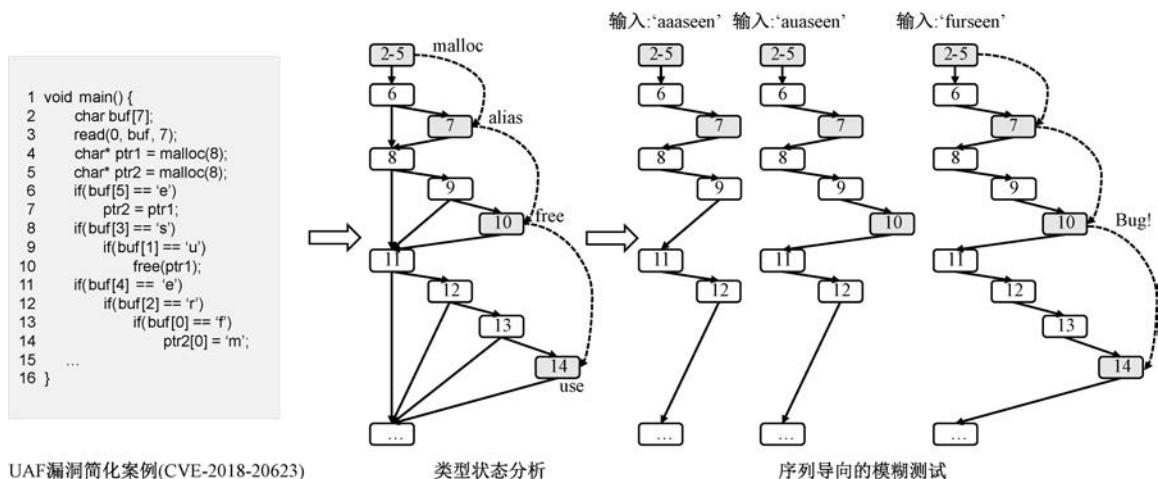 1 void main() {
2 char buf[7];
3 read(0, buf, 7);
4 char* ptr1 = malloc(8);
5 char* ptr2 = malloc(8);
6 if(buf[5] == ‘e’)
7 ptr2 = ptr1;
8 if(buf[3] == ‘s’)
9 if(buf[1] == ‘u’)
10 free(ptr1);
11 if(buf[4] == ‘e’)
12 if(buf[2] == ‘r’)
13 if(buf[0] == ‘f’)
14 ptr2[0] = ‘m’;
15 …
16 }
UAF漏洞简化案例(CVE-2018-20623)
2-5
malloc
6
7
alias
8
9
10
free
11
12
13
14
use
…
类型状态分析
输入:‘aaaseen’
2-5
6
7
8
9
11
12
…
输入:‘auaseen’
2-5
6
7
8
9
10
11
12
…
输入:‘furseen’
2-5
6
7
8
9
10
Bug!
11
12
13
14
…
序列导向的模糊测试